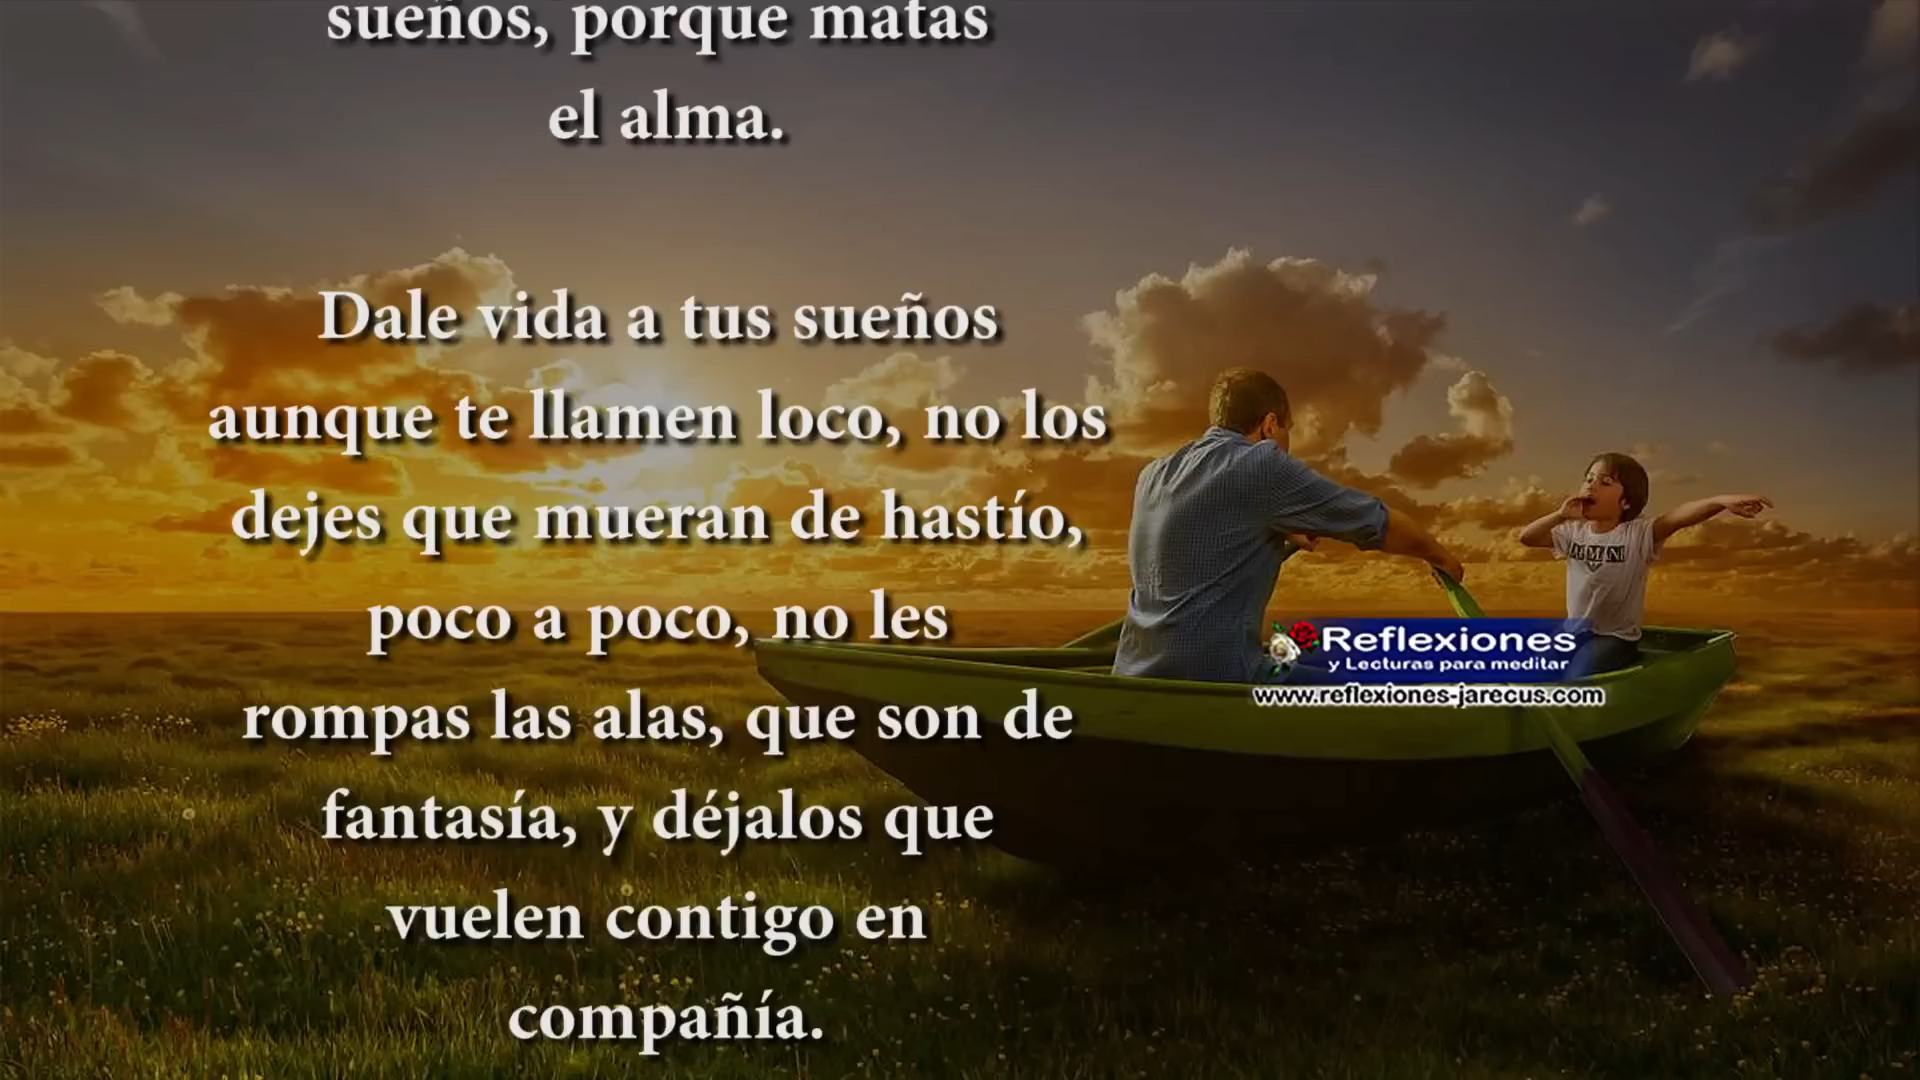 sueños, porque matas
el alma.
Dale vida a tus sueños
aunque te llamen loco, no los
dejes que mueran de hastío,
poco a poco, no les
rompas las alas, que son de
fantasía, y déjalos que
vuelen contigo en
compañía.
ARMANI
Reflexiones
y Lecturas para meditar
www.reflexiones-jarecus.com